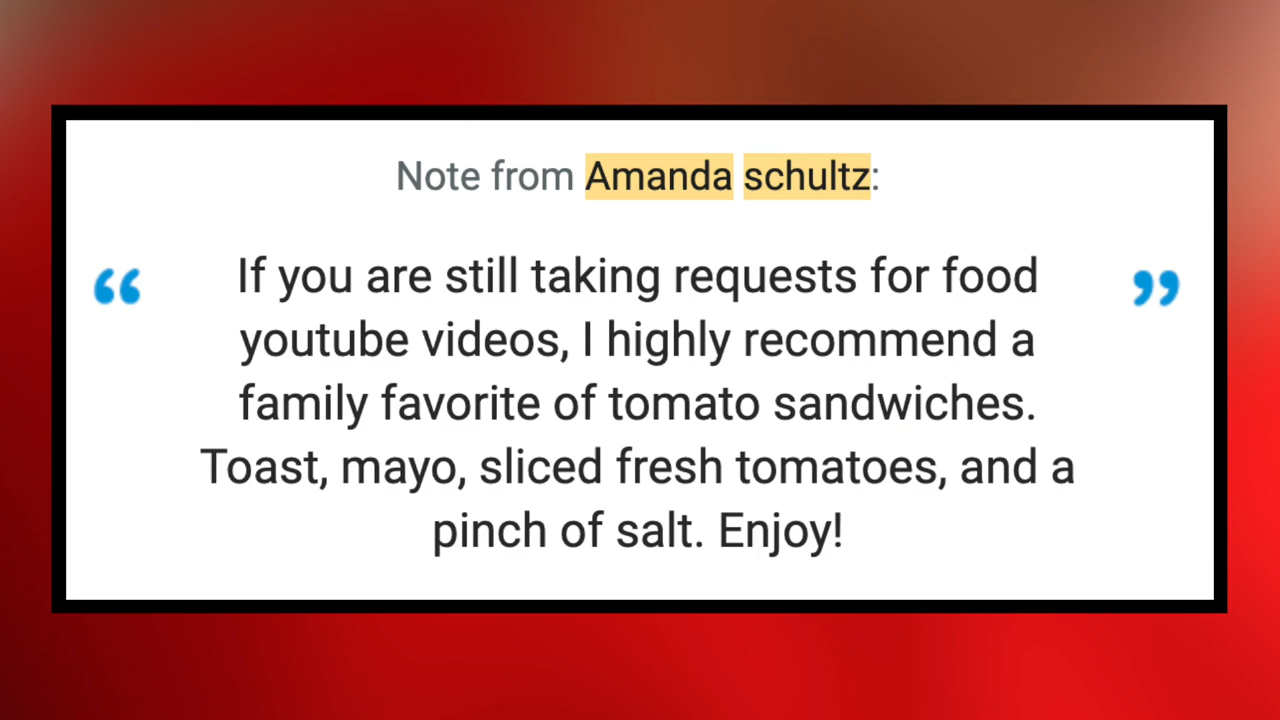 Note from Amanda schultz:
“ If you are still taking requests for food ”
youtube videos, I highly recommend a
family favorite of tomato sandwiches.
Toast, mayo, sliced fresh tomatoes, and a
pinch of salt. Enjoy!